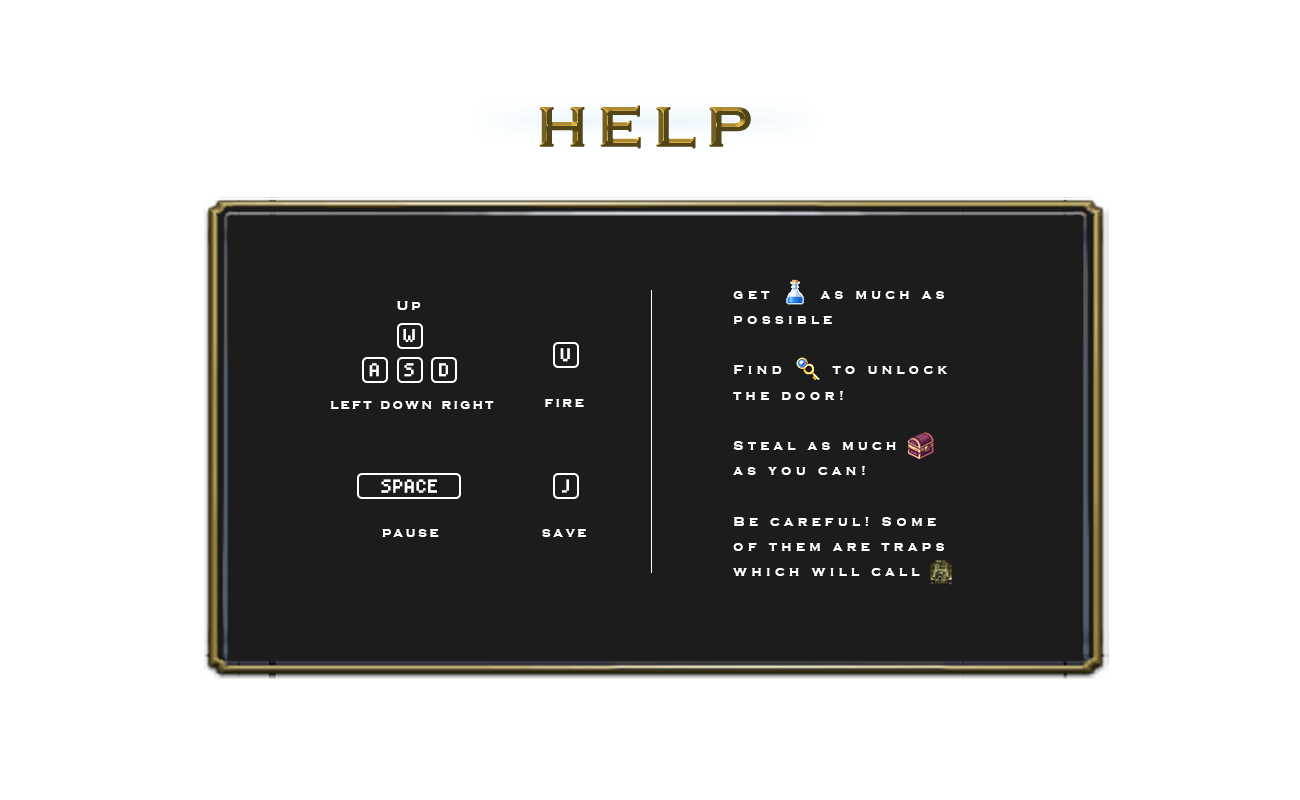 HELP
Up
W
A S D
LEFT DOWN RIGHT
U
FIRE
SPACE
PAUSE
J
SAVE
GET AS MUCH AS
POSSIBLE
FIND TO UNLOCK
THE DOOR!
STEAL AS MUCH
AS YOU CAN!
BE CAREFUL! SOME
OF THEM ARE TRAPS
WHICH WILL CALL